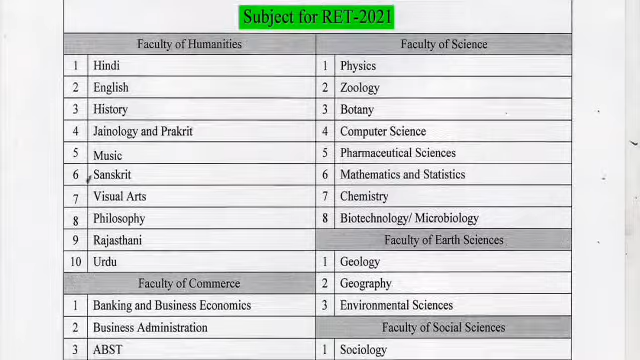 Subject for RET-2021
Faculty of Humanities
1 Hindi
2 English
3 History
4 Jainology and Prakrit
5 Music
6 Sanskrit
7 Visual Arts
8 Philosophy
9 Rajasthani
10 Urdu
Faculty of Commerce
1 Banking and Business Economics
2 Business Administration
3 ABST
Faculty of Science
1 Physics
2 Zoology
3 Botany
4 Computer Science
5 Pharmaceutical Sciences
6 Mathematics and Statistics
7 Chemistry
8 Biotechnology/ Microbiology
Faculty of Earth Sciences
1 Geology
2 Geography
3 Environmental Sciences
Faculty of Social Sciences
1 Sociology